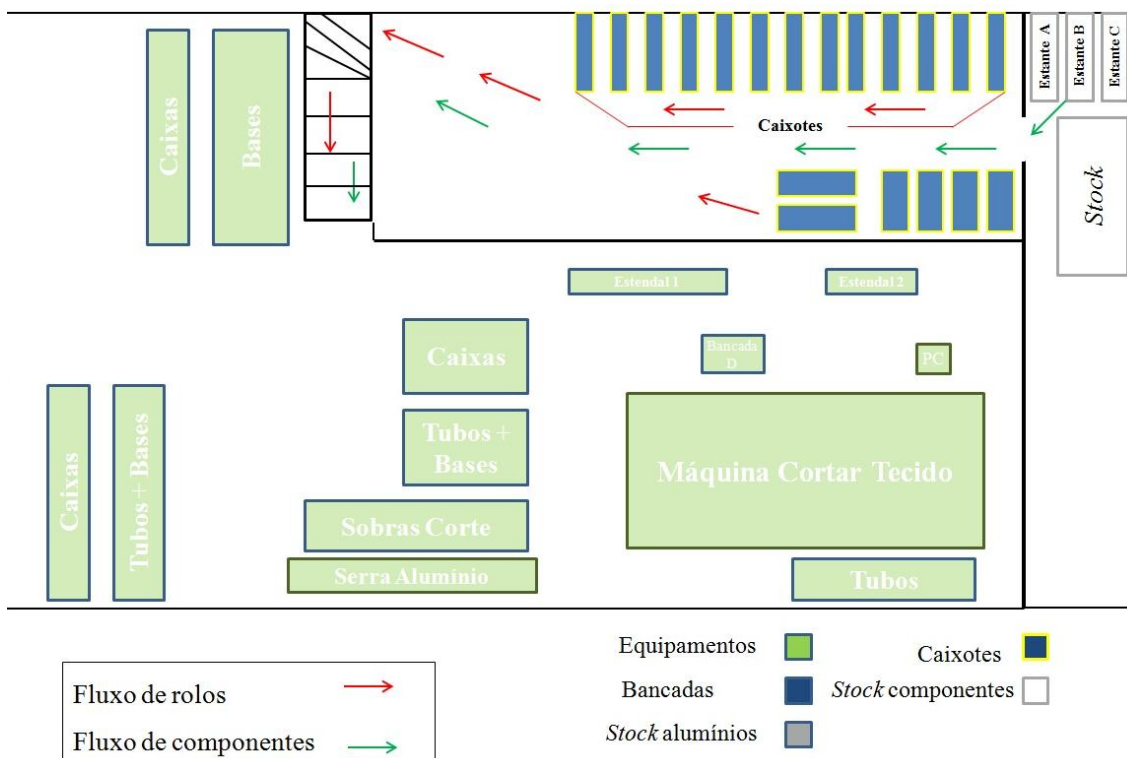 Estante A
Estante B
Estante C
Caixas
Bases
Caixotes
Stock
Estendal 1
Estendal 2
Caixas
Bancada
D
PC
Caixas
Tubos + Bases
Tubos +
Bases
Máquina Cortar Tecido
Sobras Corte
Serra Alumínio
Tubos
Equipamentos
Caixotes
Bancadas
Stock componentes
Stock alumínios
Fluxo de rolos
Fluxo de componentes